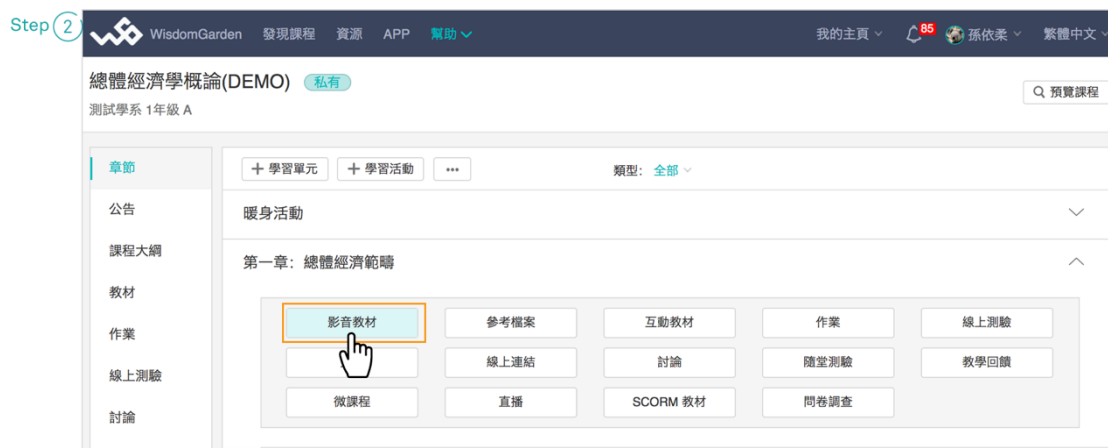 Step 2
WisdomGarden 發現課程 資源 APP 幫助 我的主頁 85 孫依柔 繁體中文
總體經濟學概論(DEMO) 私有
測試學系 1年級 A
預覽課程
章節
公告
課程大綱
教材
作業
線上測驗
討論
+ 學習單元 + 學習活動 ••• 類型: 全部
暖身活動
第一章: 總體經濟範疇
影音教材 參考檔案 互動教材 作業 線上測驗
線上連結 討論 隨堂測驗 教學回饋
微課程 直播 SCORM 教材 問卷調查